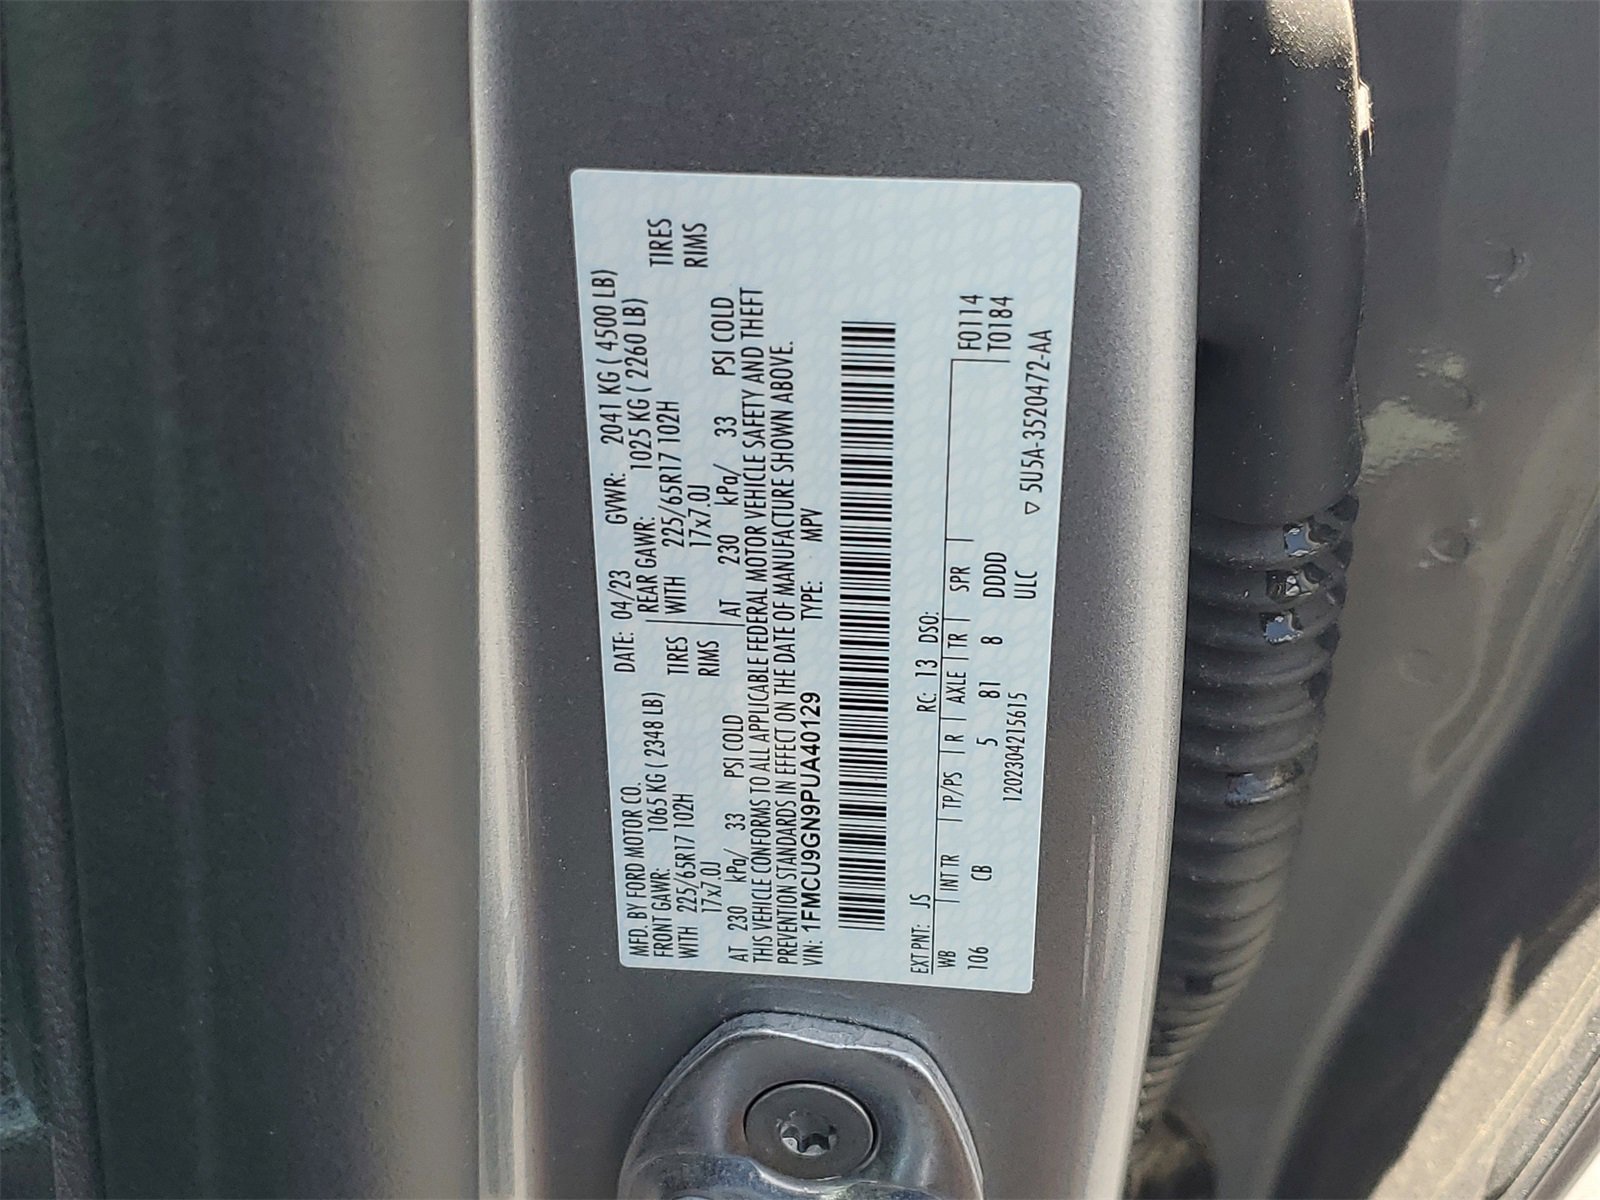 MFD. BY FORD MOTOR CO. DATE: 04/23 GVWR: 2041 KG ( 4500 LB)
FRONT GAWR: 1065 KG ( 2348 LB) REAR GAWR: 1025 KG ( 2260 LB)
WITH 225/65R17 102H TIRES WITH 225/65R17 102H TIRES
17x7.0J RIMS 17x7.0J RIMS
AT 230 kPa/ 33 PSI COLD AT 230 kPa/ 33 PSI COLD
THIS VEHICLE CONFORMS TO ALL APPLICABLE FEDERAL MOTOR VEHICLE SAFETY AND THEFT
PREVENTION STANDARDS IN EFFECT ON THE DATE OF MANUFACTURE SHOWN ABOVE.
VIN: 1FMCU9GN9PUA40129 TYPE: MPV
EXT PNT: JS RC: 13 DSO:
WB | INT TR | TP/PS | R | AXLE | TR | SPR | F0114
106 CB 5 81 8 DDDD T0184
120230421 5615 ULC ▽ 5U5A-3520472-AA